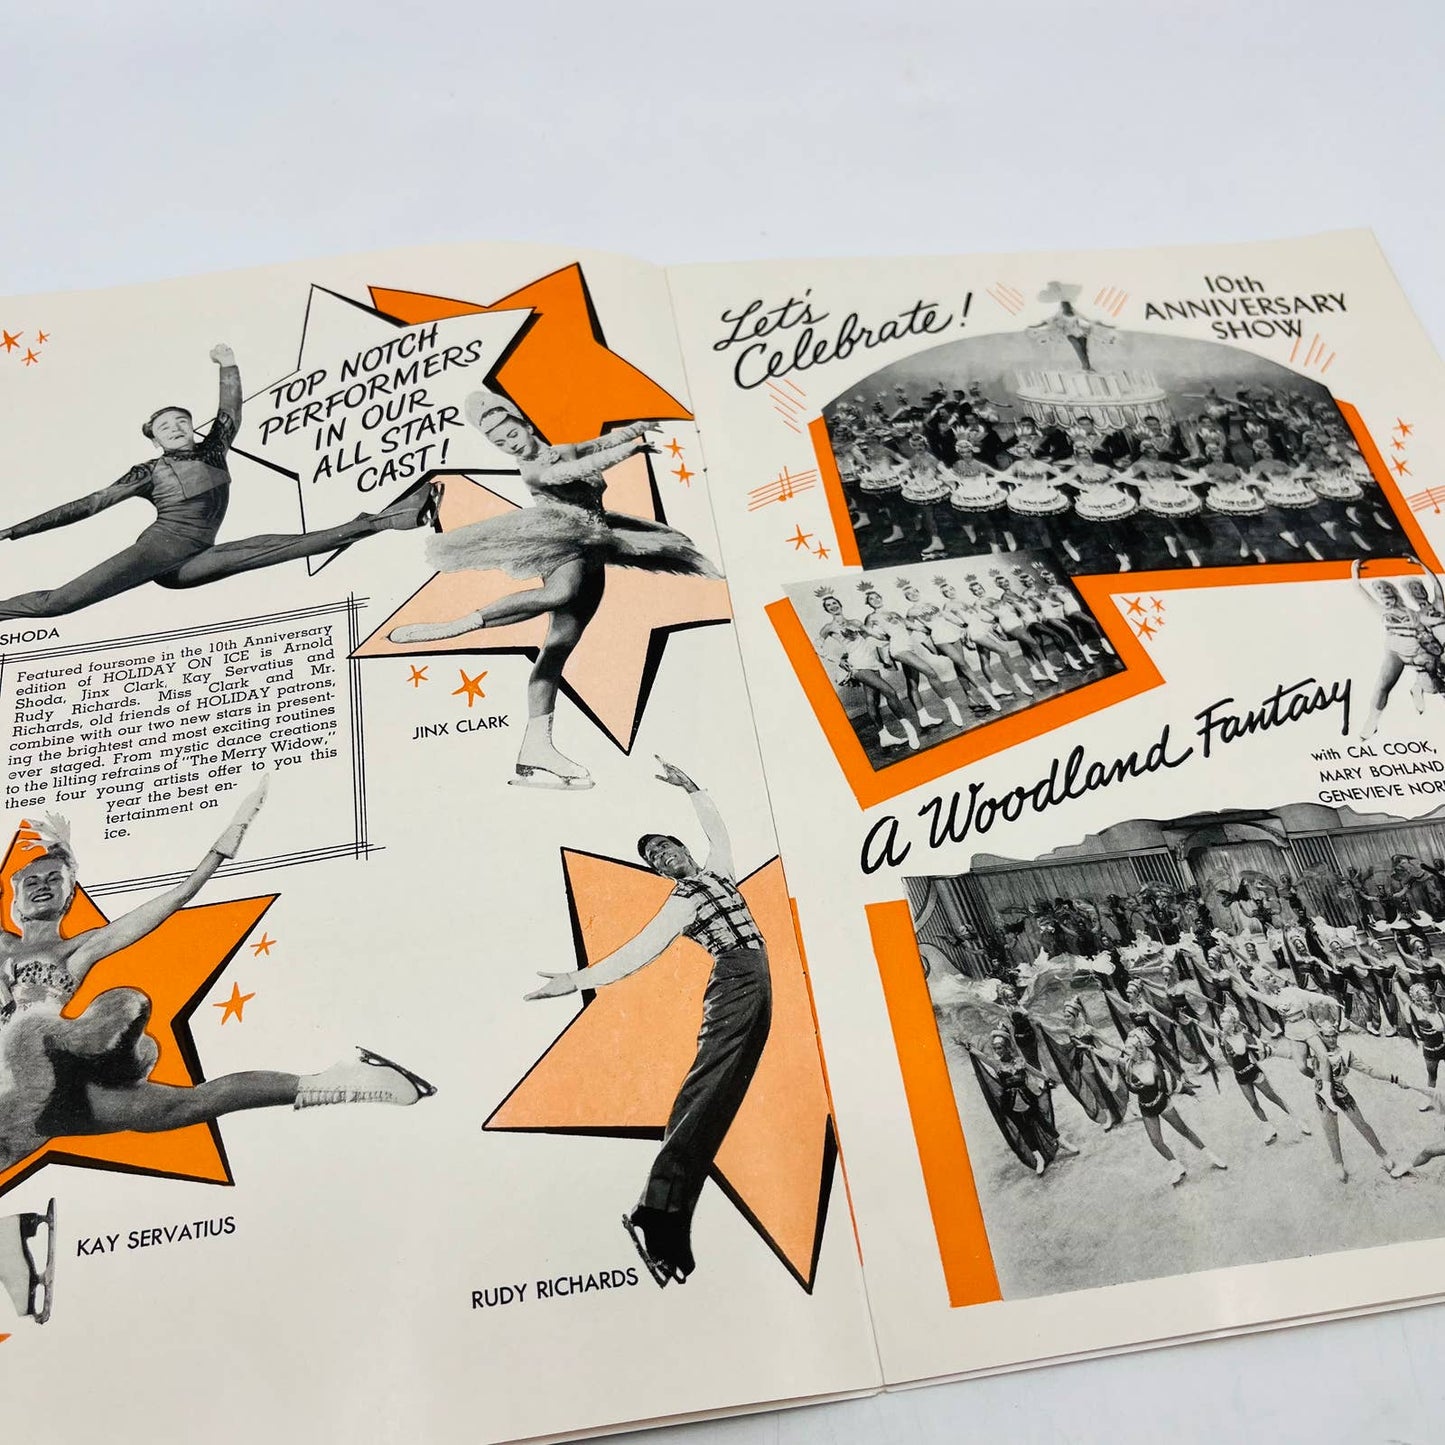 TOP NOTCH
PERFORMERS
IN OUR
ALL STAR
CAST!
SHODA
Featured foursome in the 10th Anniversary
edition of HOLIDAY ON ICE is Arnold
Shoda, Jinx Clark, Kay Servatius and
Rudy Richards. Miss Clark and Mr.
Richards, old friends of HOLIDAY patrons,
combine with our two new stars in present-
ing the brightest and most exciting routines
ever staged. From mystic dance creations
to the lilting refrains of "The Merry Widow,"
these four young artists offer to you this
year the best en-
tertainment on
ice.
JINX CLARK
KAY SERVATIUS
RUDY RICHARDS
Let's
Celebrate!
10th
ANNIVERSARY
SHOW
A Woodland Fantasy
with CAL COOK,
MARY BOHLAND
GENEVIEVE NOR